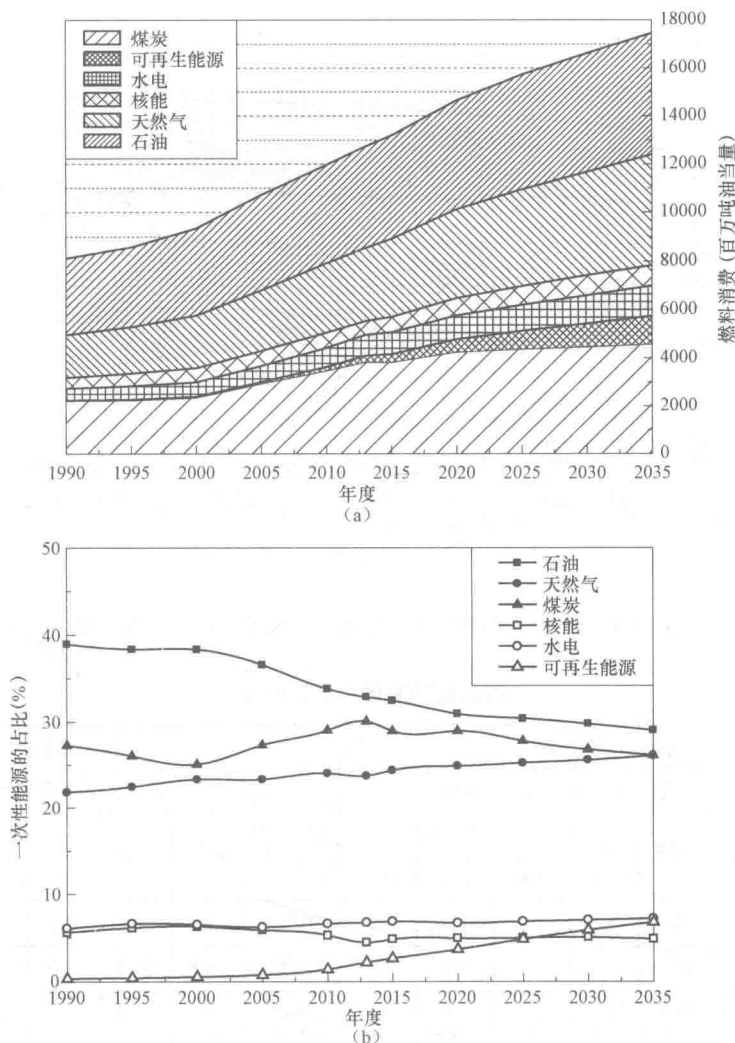 煤炭
可再生能源
水电
核能
天然气
石油
18000
16000
14000
12000
10000
8000
6000
4000
2000
0
燃料消费（百万吨油当量）
1990 1995 2000 2005 2010 2015 2020 2025 2030 2035
年度
（a）
50
40
30
20
10
0
一次性能源的占比(%)
石油
天然气
煤炭
核能
水电
可再生能源
1990 1995 2000 2005 2010 2015 2020 2025 2030 2035
年度
（b）